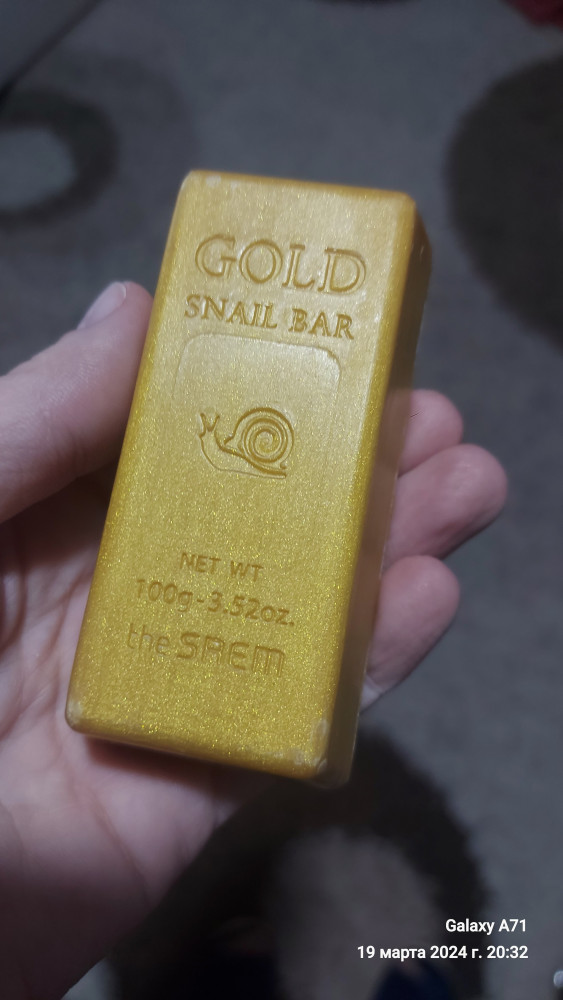 GOLD
SNAIL BAR
NET WT
100g-3.52oz.
the SAEM
Galaxy A71
19 марта 2024 г. 20:32